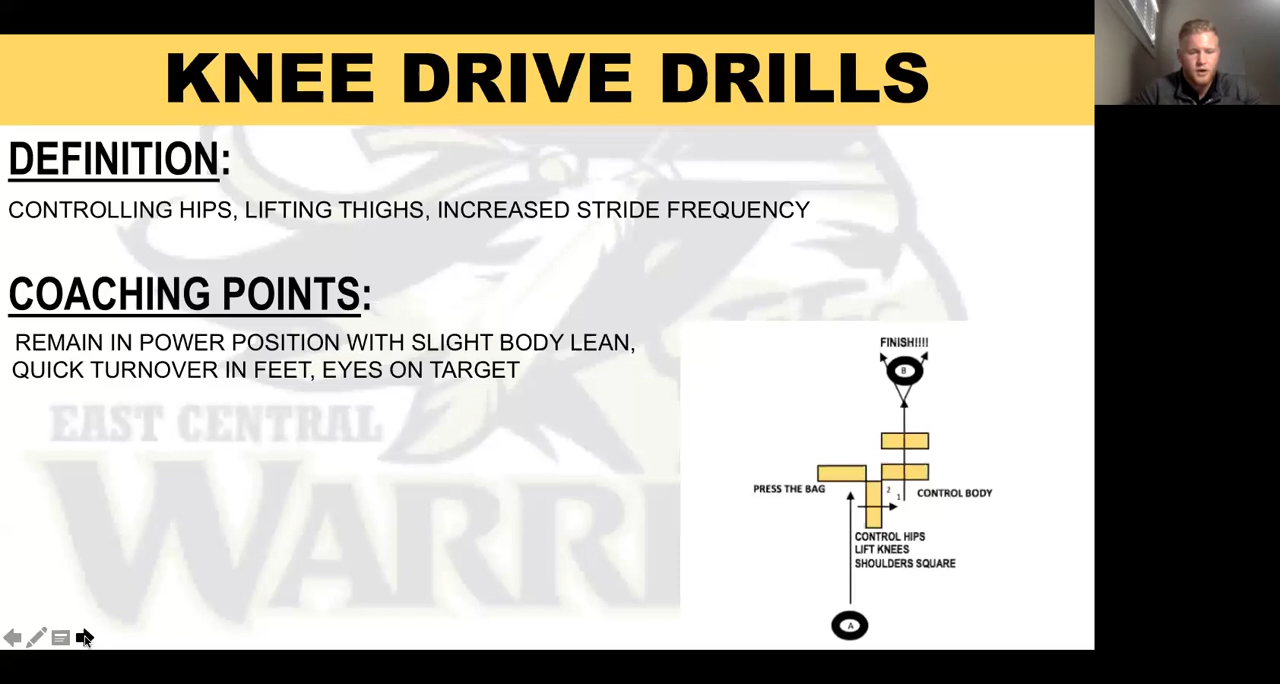 KNEE DRIVE DRILLS
DEFINITION:
CONTROLLING HIPS, LIFTING THIGHS, INCREASED STRIDE FREQUENCY
COACHING POINTS:
REMAIN IN POWER POSITION WITH SLIGHT BODY LEAN,
QUICK TURNOVER IN FEET, EYES ON TARGET
EAST CENTRAL
WARRI
FINISH!!!!
B
PRESS THE BAG
2
1
CONTROL BODY
CONTROL HIPS
LIFT KNEES
SHOULDERS SQUARE
A